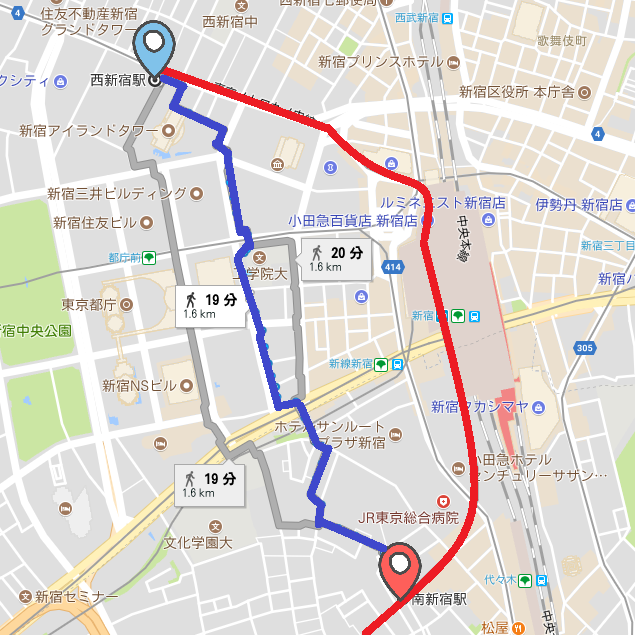 住友不動産新宿
グランドタワー
西新宿中
西武新宿
歌舞伎町
新宿プリンスホテル
クシティ
西新宿駅
新宿区役所 本庁舎
4
4
新宿アイランドタワー
新宿三井ビルディング
ルミネエスト新宿店
伊勢丹 新宿店
新宿住友ビル
小田急百貨店 新宿店
中央本線
新宿三丁目
都庁前
工学院大
20 分
1.6 km
414
19 分
1.6 km
東京都庁
新宿
宿中央公園
305
新線新宿
新宿NSビル
新宿タカシマヤ
ホテルサンルート
プラザ新宿
小田急ホテル
センチュリーサザン…
19 分
1.6 km
JR東京総合病院
文化学園大
代々木
南新宿駅
新宿セミナー
松屋
中央